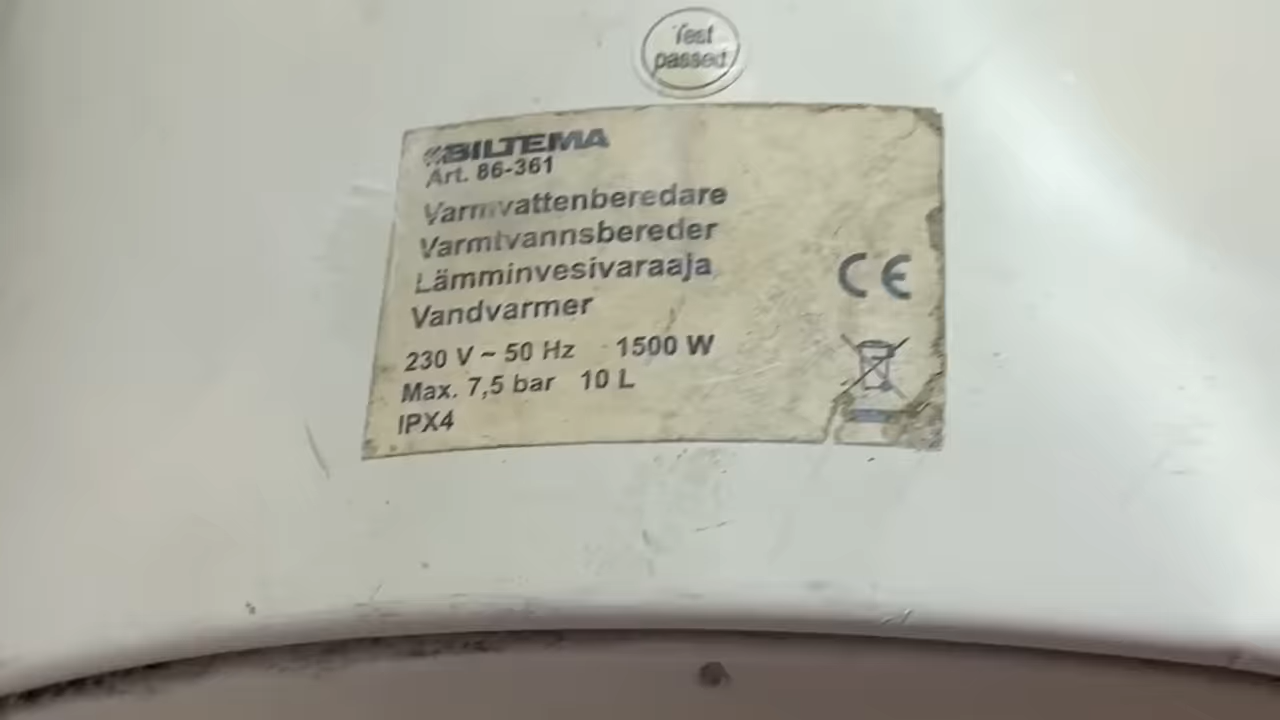 Test
passed
BILTEMA
Art. 86-361
Varmvattenberedare
Varmtvannsbereder
Lämminvesivaraaja
Vandvarmer
230 V ~ 50 Hz 1500 W
Max. 7,5 bar 10 L
IPX4
CE